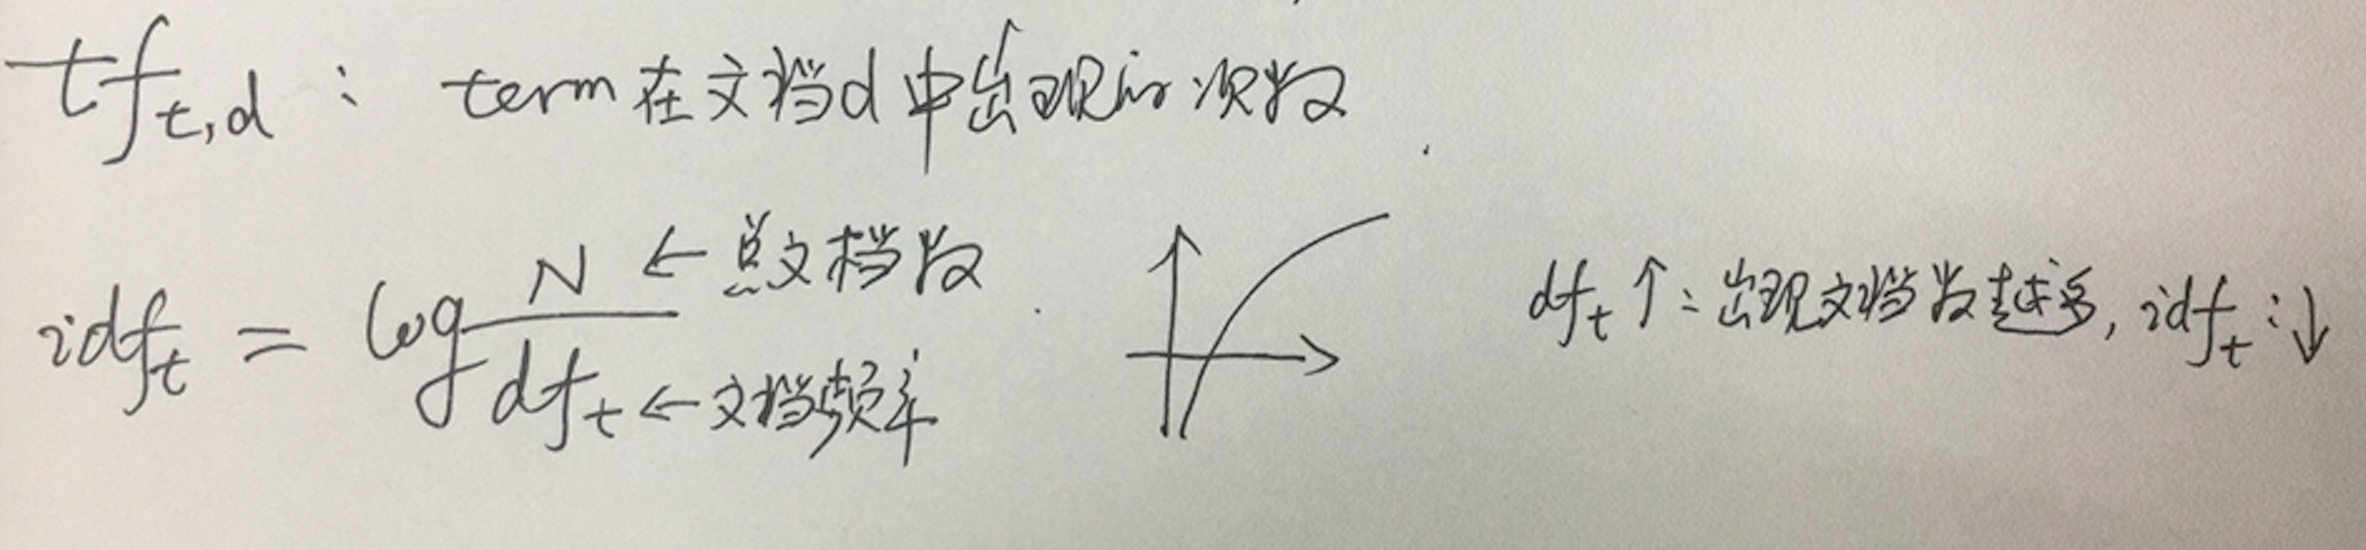 tf_{t,d} : term在文档d中出现的次数
idf_t = log N/df_t
N ← 总文档数
df_t ← 文档频率
df_t ↑: 出现文档数越多, idf_t : ↓